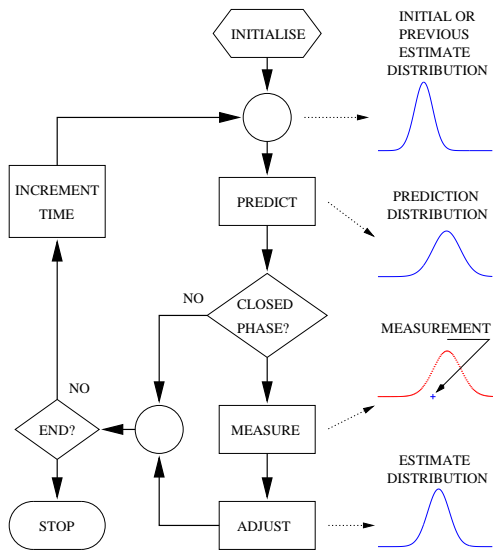 INITIALISE
INITIAL OR
PREVIOUS
ESTIMATE
DISTRIBUTION
INCREMENT
TIME
PREDICT
PREDICTION
DISTRIBUTION
NO
CLOSED
PHASE?
MEASUREMENT
+
NO
END?
MEASURE
ESTIMATE
DISTRIBUTION
STOP
ADJUST